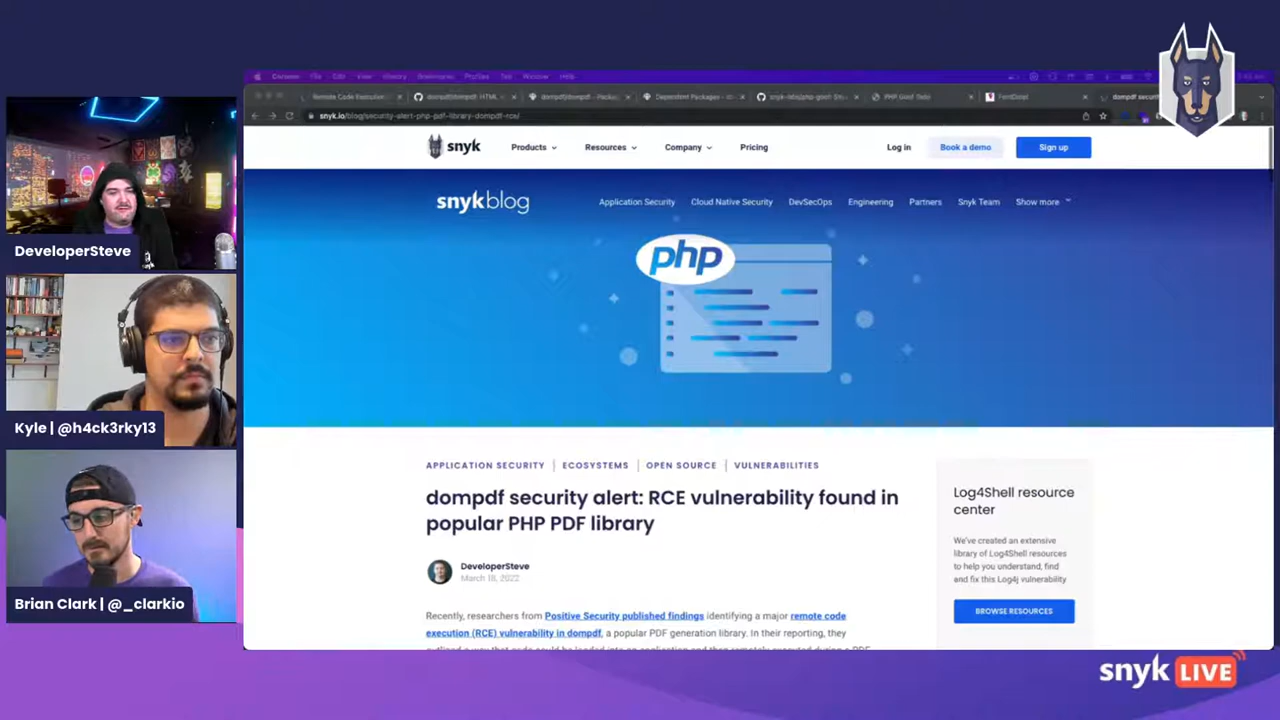 DeveloperSteve
Kyle | @h4ck3rky13
Brian Clark | @_clarkio
snyk.io/blog/security-alert-php-pdf-library-dompdf-rce/
snyk
Products
Resources
Company
Pricing
Log in
Book a demo
Sign up
snykblog
Application Security
Cloud Native Security
DevSecOps
Engineering
Partners
Snyk Team
Show more
php
APPLICATION SECURITY | ECOSYSTEMS | OPEN SOURCE | VULNERABILITIES
dompdf security alert: RCE vulnerability found in
popular PHP PDF library
DeveloperSteve
March 18, 2022
Recently, researchers from Positive Security published findings identifying a major remote code
execution (RCE) vulnerability in dompdf, a popular PDF generation library. In their reporting, they
Log4Shell resource
center
We've created an extensive
library of Log4Shell resources
to help you understand, find
and fix this Log4j vulnerability
BROWSE RESOURCES
snyk LIVE